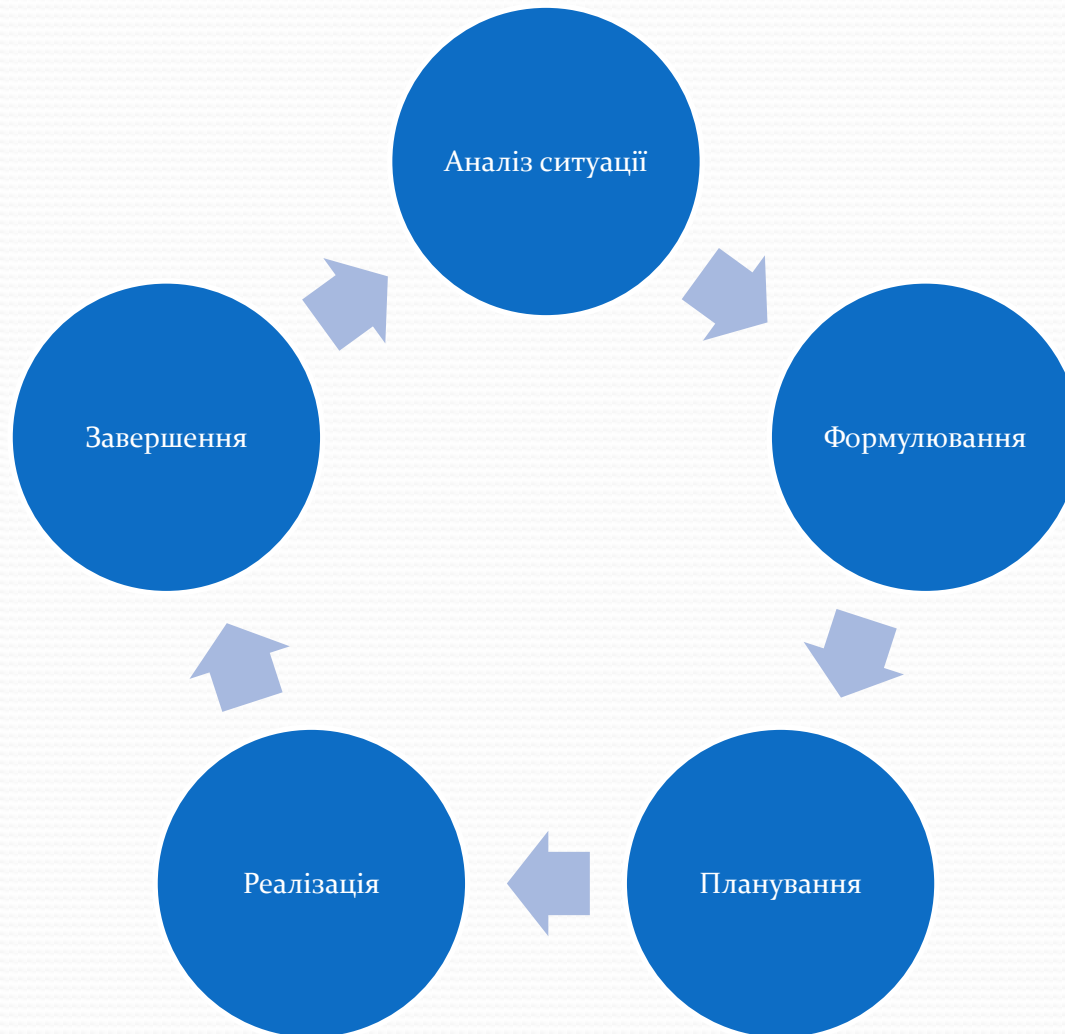 Аналіз ситуації
Формулювання
Планування
Реалізація
Завершення